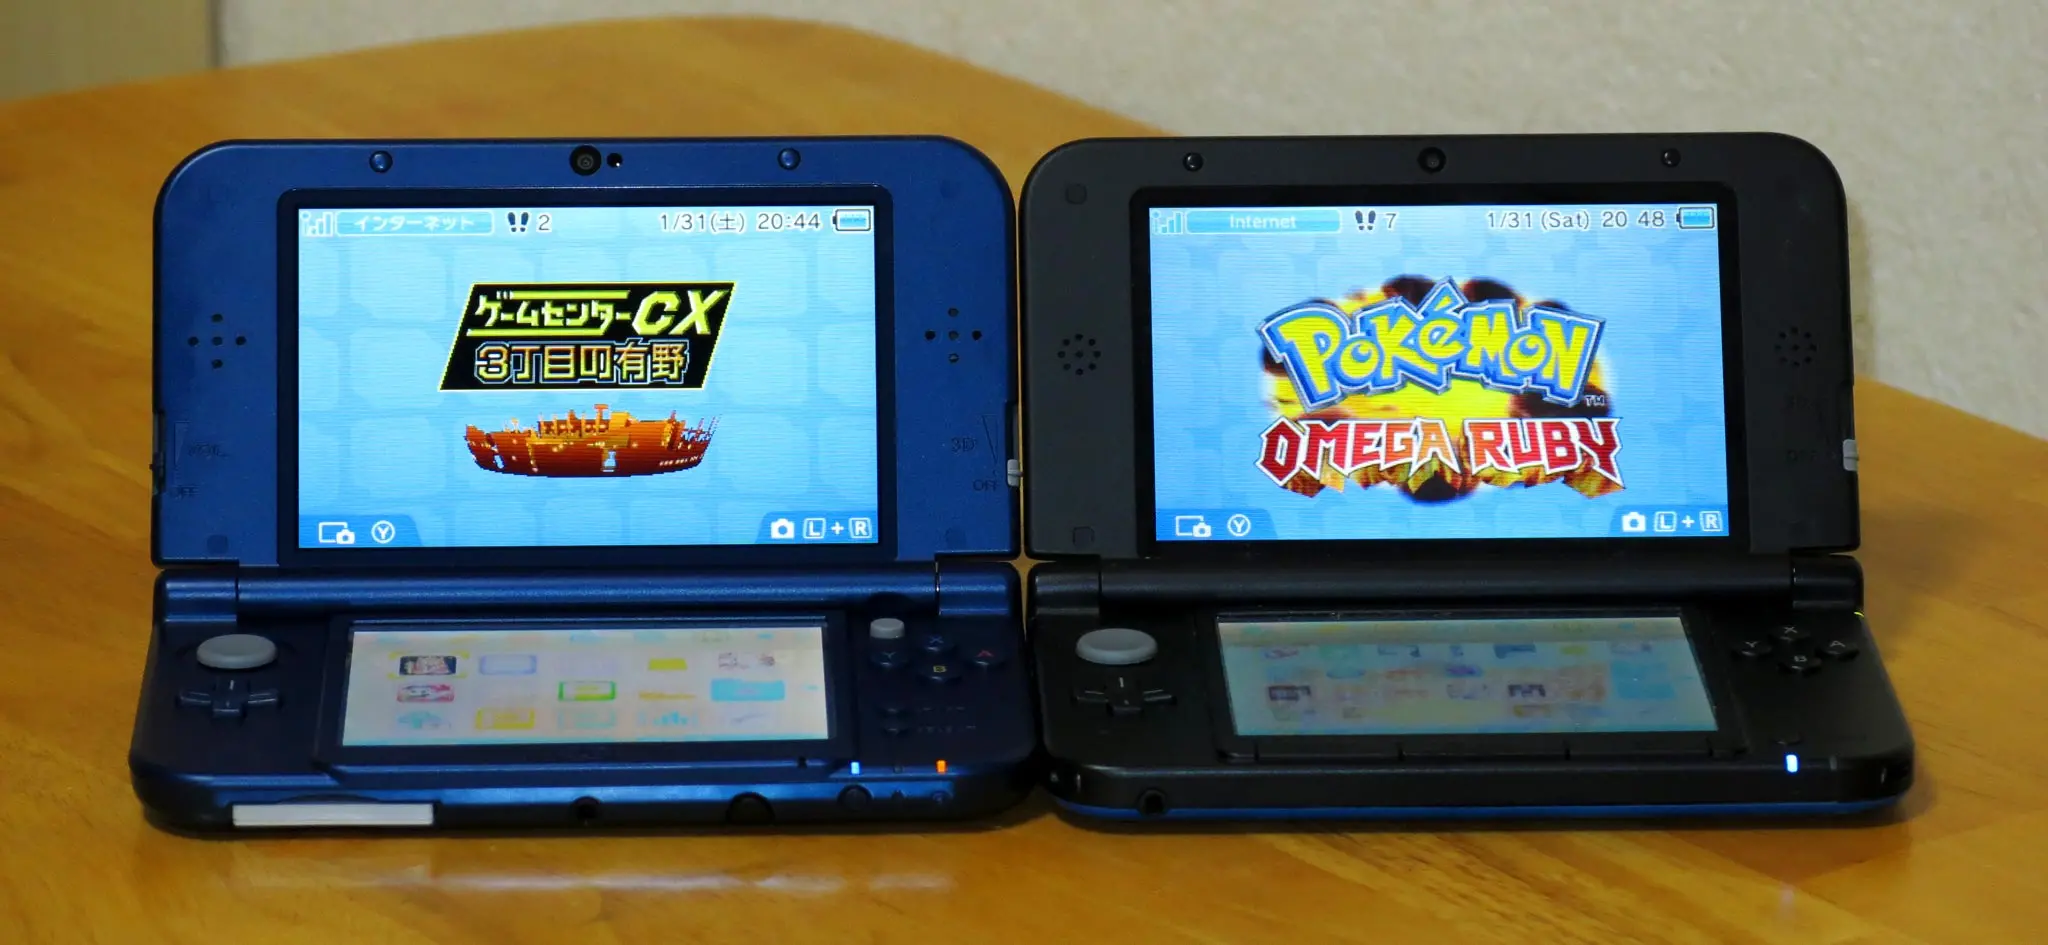 インターネット 2 1/31(土) 20:44
ゲームセンターCX
3丁目の有野
Y L + R
3D
OFF
OFF
X
Y A
B
Internet 7 1/31 (Sat) 20 48
POKéMON
TM
OMEGA RUBY
Y L + R
OFF
X
Y A
B